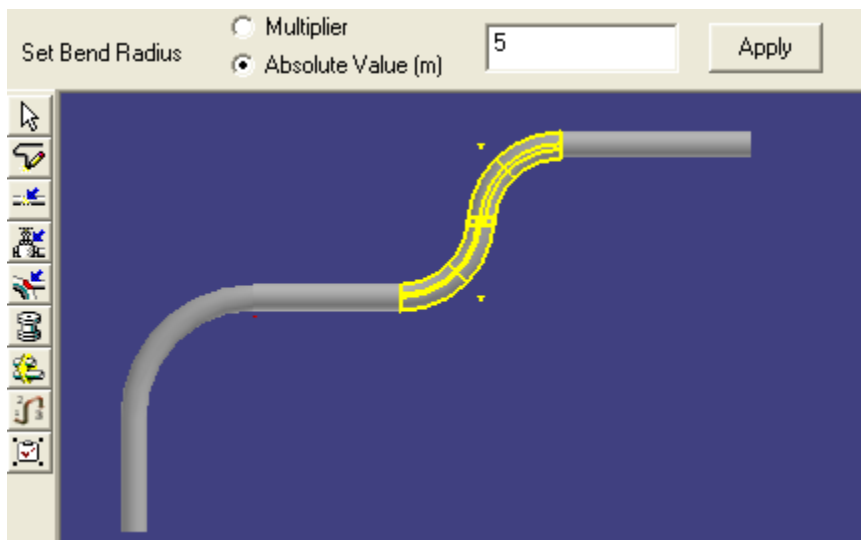 Multiplier
Set Bend Radius
Absolute Value (m)
5
Apply